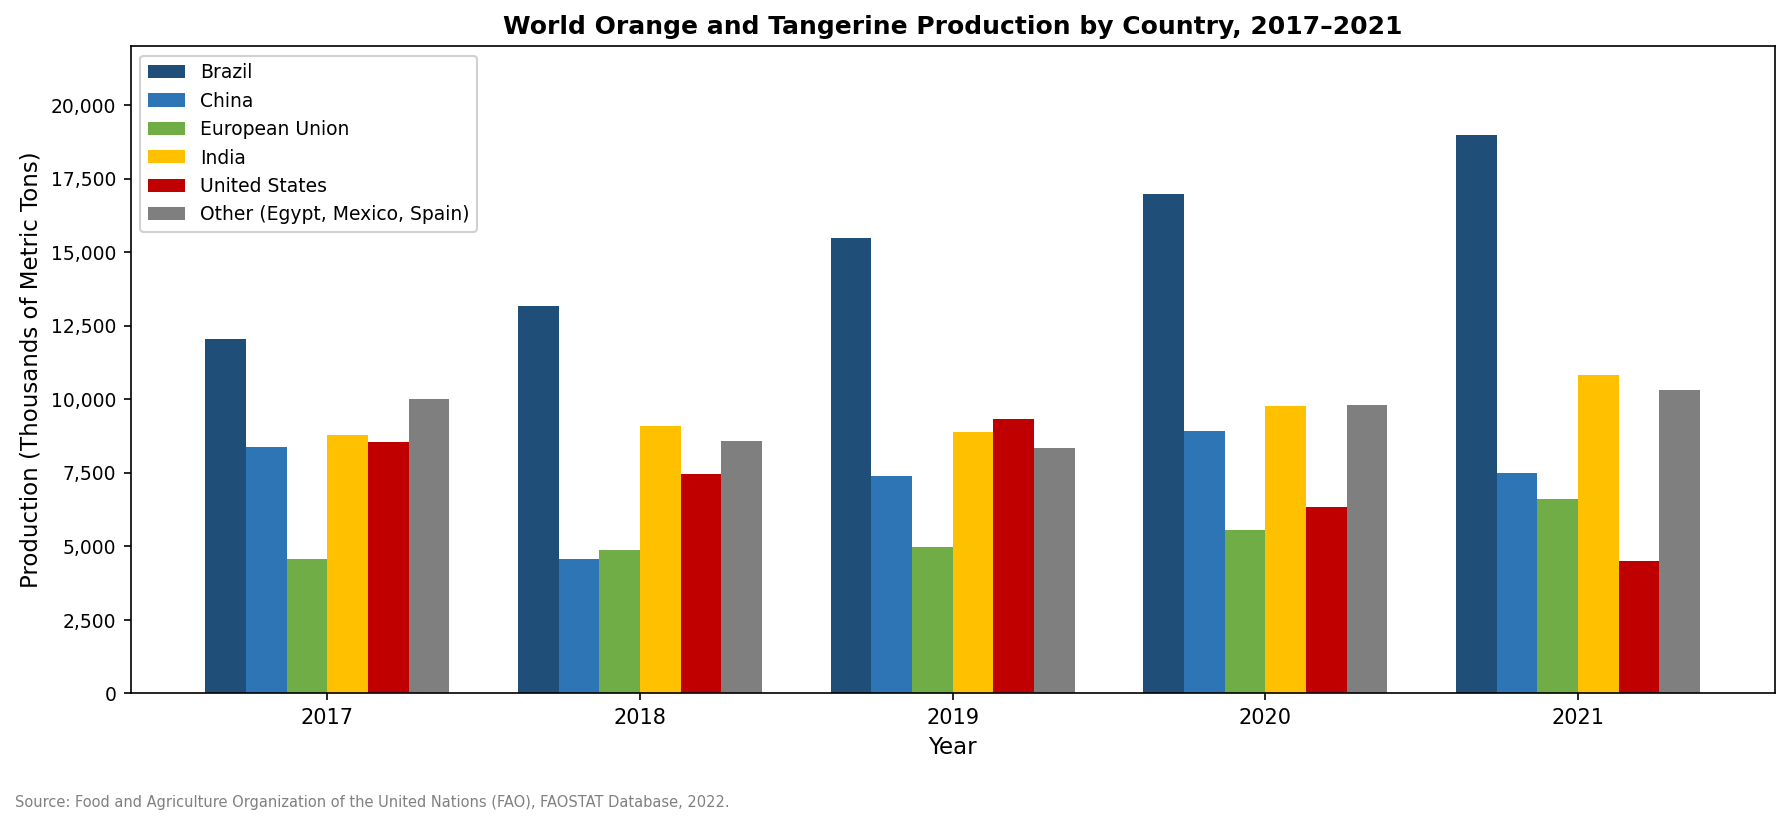 World Orange and Tangerine Production by Country, 2017–2021
Brazil
China
European Union
India
United States
Other (Egypt, Mexico, Spain)
Production (Thousands of Metric Tons)
20,000
17,500
15,000
12,500
10,000
7,500
5,000
2,500
0
2017 2018 2019 2020 2021
Year
Source: Food and Agriculture Organization of the United Nations (FAO), FAOSTAT Database, 2022.